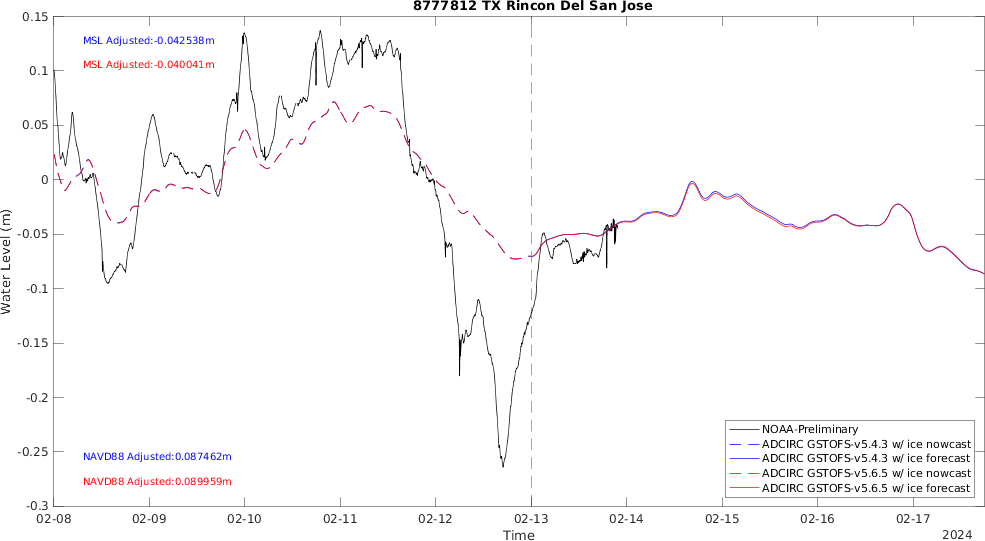 8777812 TX Rincon Del San Jose
MSL Adjusted:-0.042538m
MSL Adjusted:-0.040041m
NAVD88 Adjusted:0.087462m
NAVD88 Adjusted:0.089959m
Water Level (m)
0.15
0.1
0.05
0
-0.05
-0.1
-0.15
-0.2
-0.25
-0.3
NOAA-Preliminary
ADCIRC GSTOFS-v5.4.3 w/ ice nowcast
ADCIRC GSTOFS-v5.4.3 w/ ice forecast
ADCIRC GSTOFS-v5.6.5 w/ ice nowcast
ADCIRC GSTOFS-v5.6.5 w/ ice forecast
02-08 02-09 02-10 02-11 02-12 02-13 02-14 02-15 02-16 02-17
Time
2024